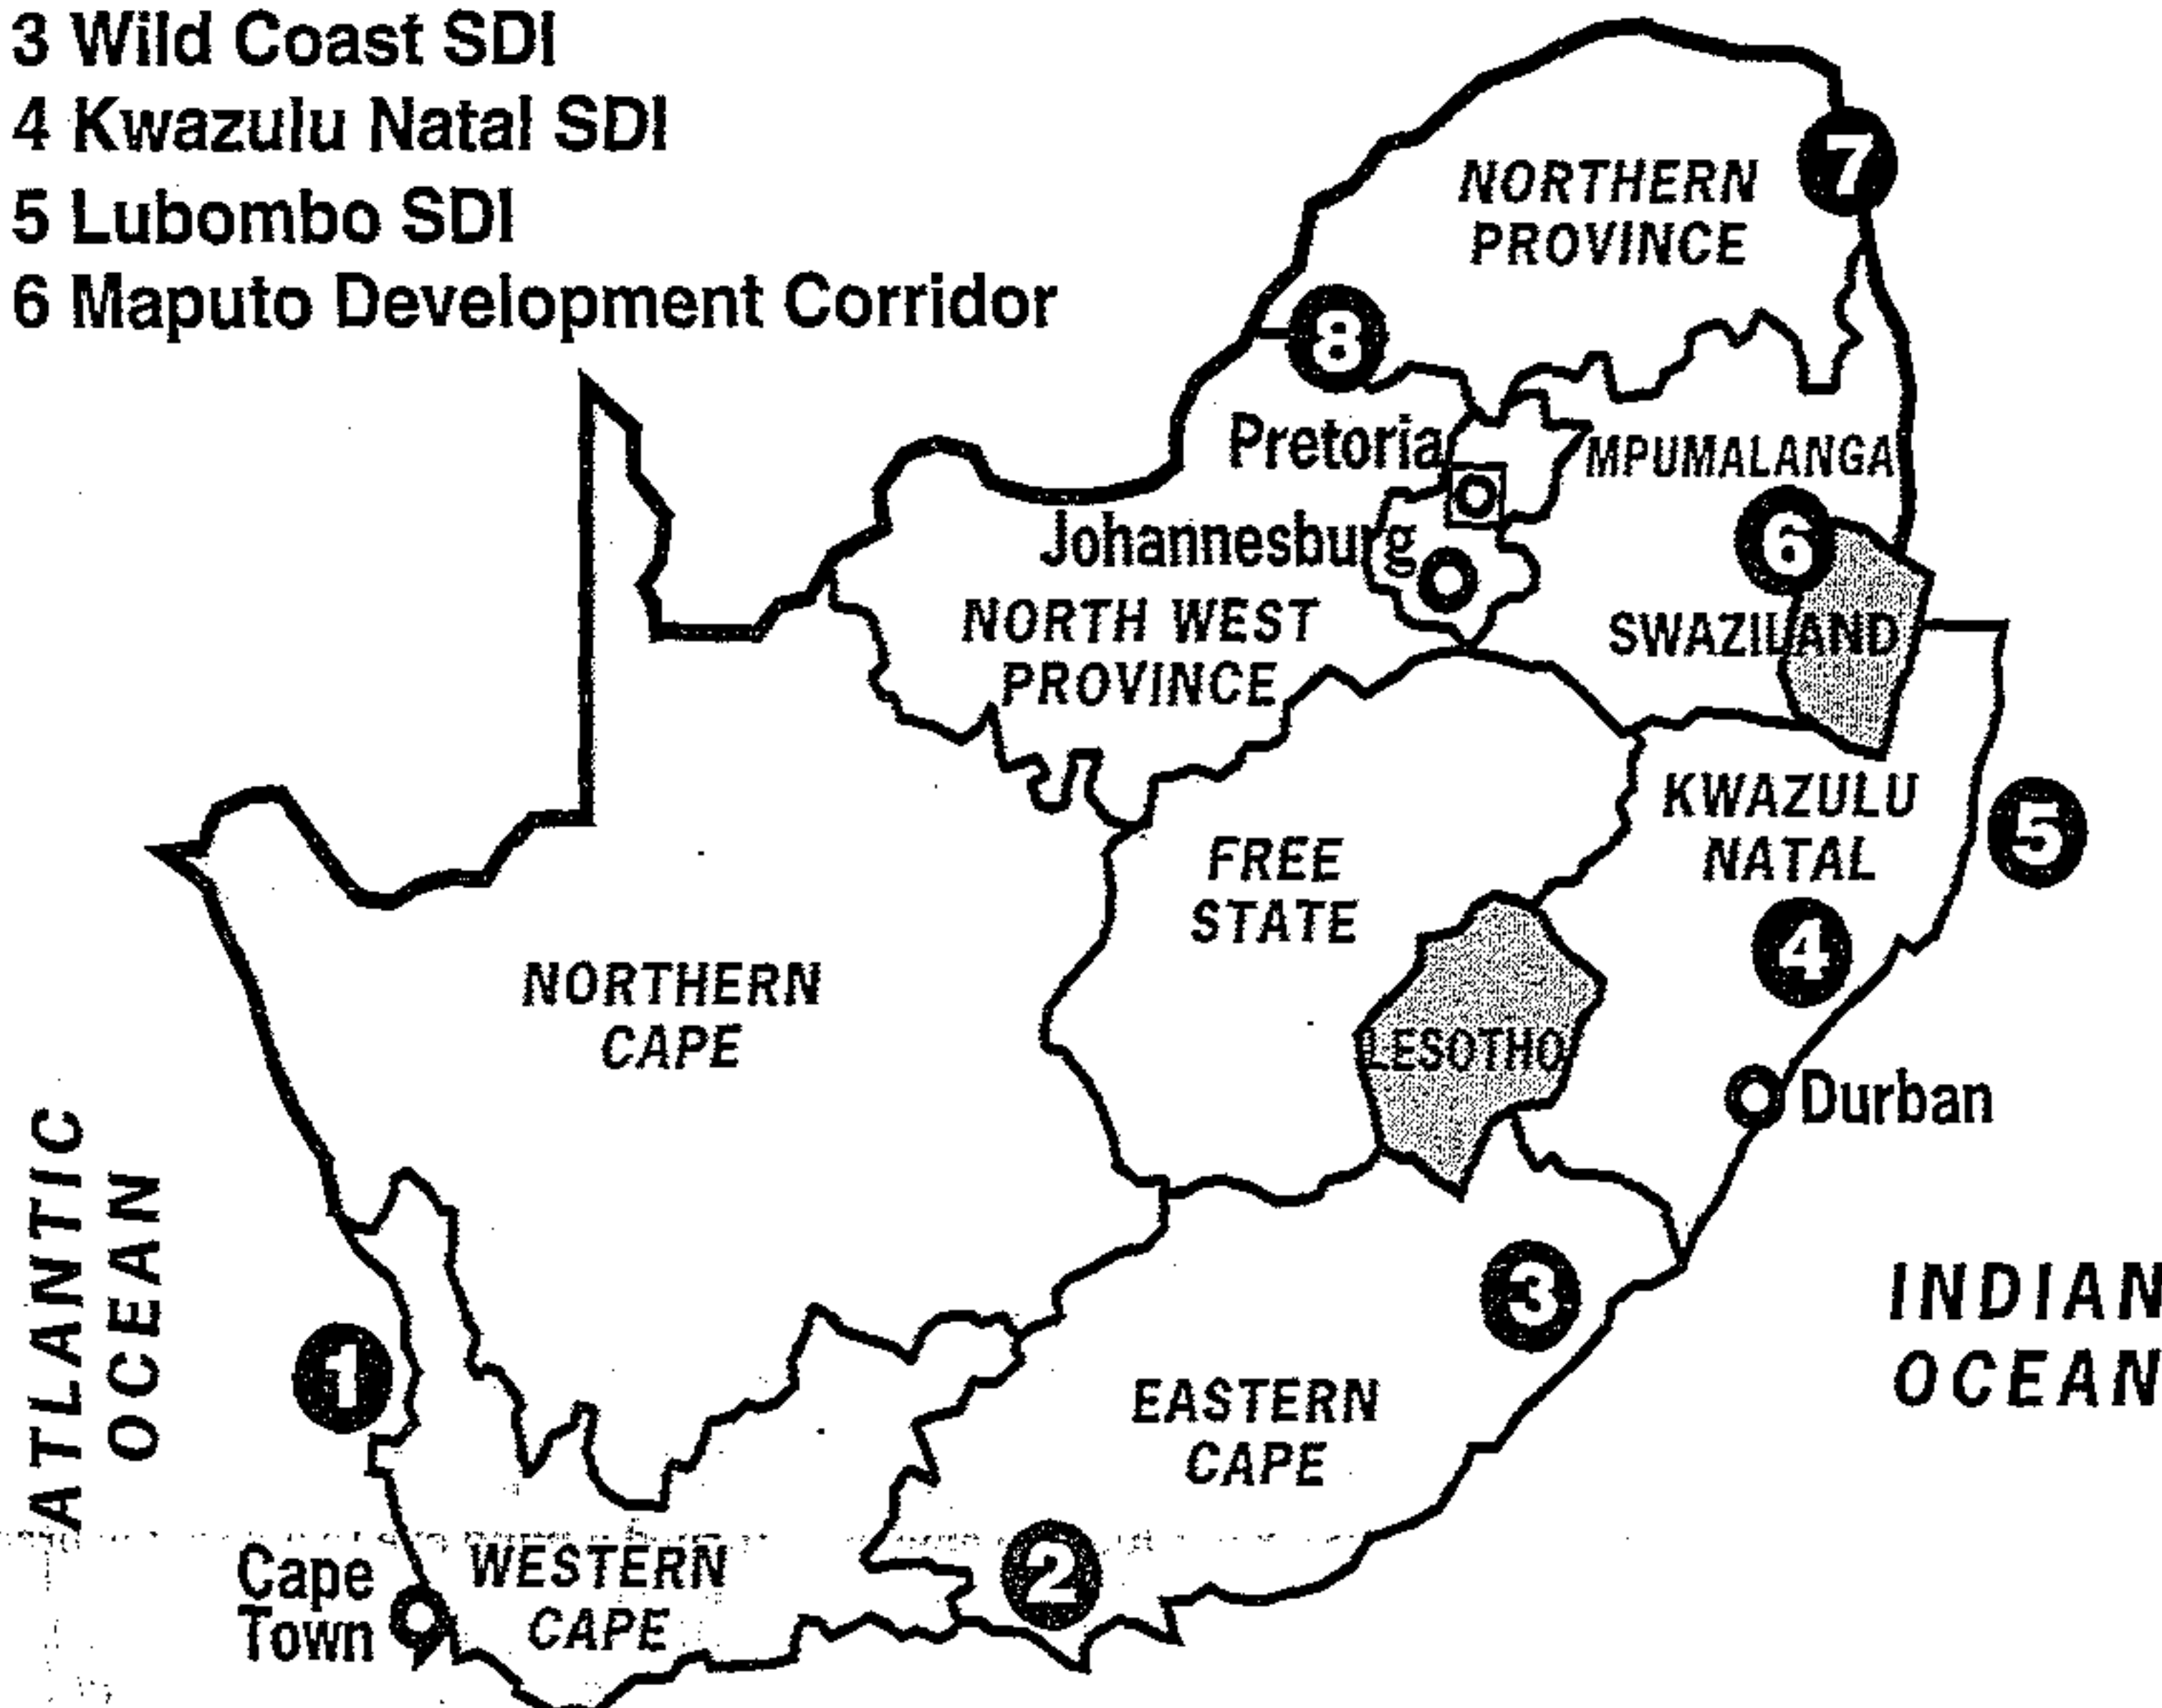 3 Wild Coast SDI
4 Kwazulu Natal SDI
5 Lubombo SDI
6 Maputo Development Corridor
7
NORTHERN
PROVINCE
8
Pretoria
MPUMALANGA
6
Johannesburg
NORTH WEST
PROVINCE
SWAZILAND
KWAZULU
NATAL
5
FREE
STATE
4
NORTHERN
CAPE
LESOTHO
Durban
ATLANTIC
OCEAN
3
INDIAN
OCEAN
1
EASTERN
CAPE
2
Cape
Town
WESTERN
CAPE